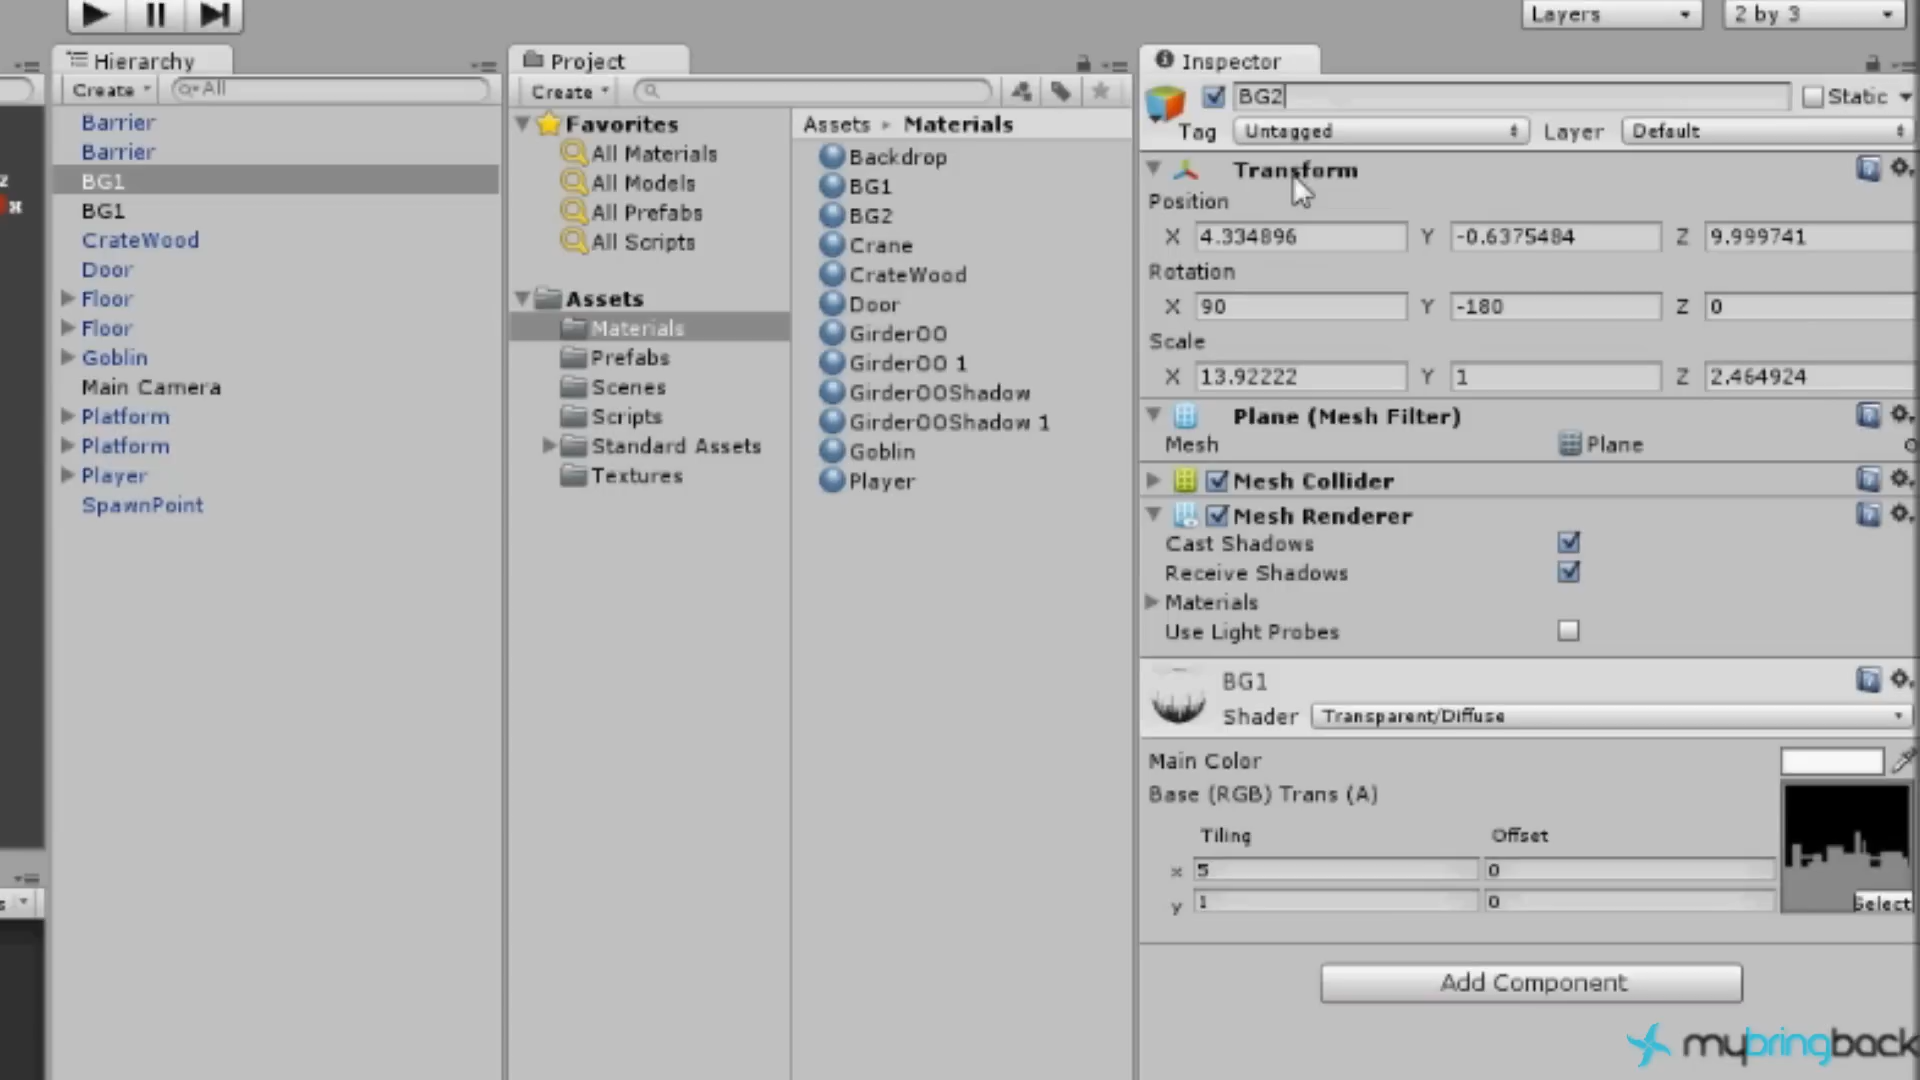 Layers
2 by 3
Hierarchy
Create
All
Barrier
Barrier
BG1
BG1
CrateWood
Door
Floor
Floor
Goblin
Main Camera
Platform
Platform
Player
SpawnPoint
Project
Create
Favorites
All Materials
All Models
All Prefabs
All Scripts
Assets
Materials
Prefabs
Scenes
Scripts
Standard Assets
Textures
Assets Materials
Backdrop
BG1
BG2
Crane
CrateWood
Door
GirderOO
GirderOO 1
GirderOOShadow
GirderOOShadow 1
Goblin
Player
Inspector
BG2
Static
Tag Untagged Layer Default
Transform
Position
X 4.334896 Y -0.6375484 Z 9.999741
Rotation
X 90 Y -180 Z 0
Scale
X 13.92222 Y 1 Z 2.464924
Plane (Mesh Filter)
Mesh Plane
Mesh Collider
Mesh Renderer
Cast Shadows
Receive Shadows
Materials
Use Light Probes
BG1
Shader Transparent/Diffuse
Main Color
Base (RGB) Trans (A)
Tiling Offset
x 5 0
y 1 0
Select
Add Component
mybringback